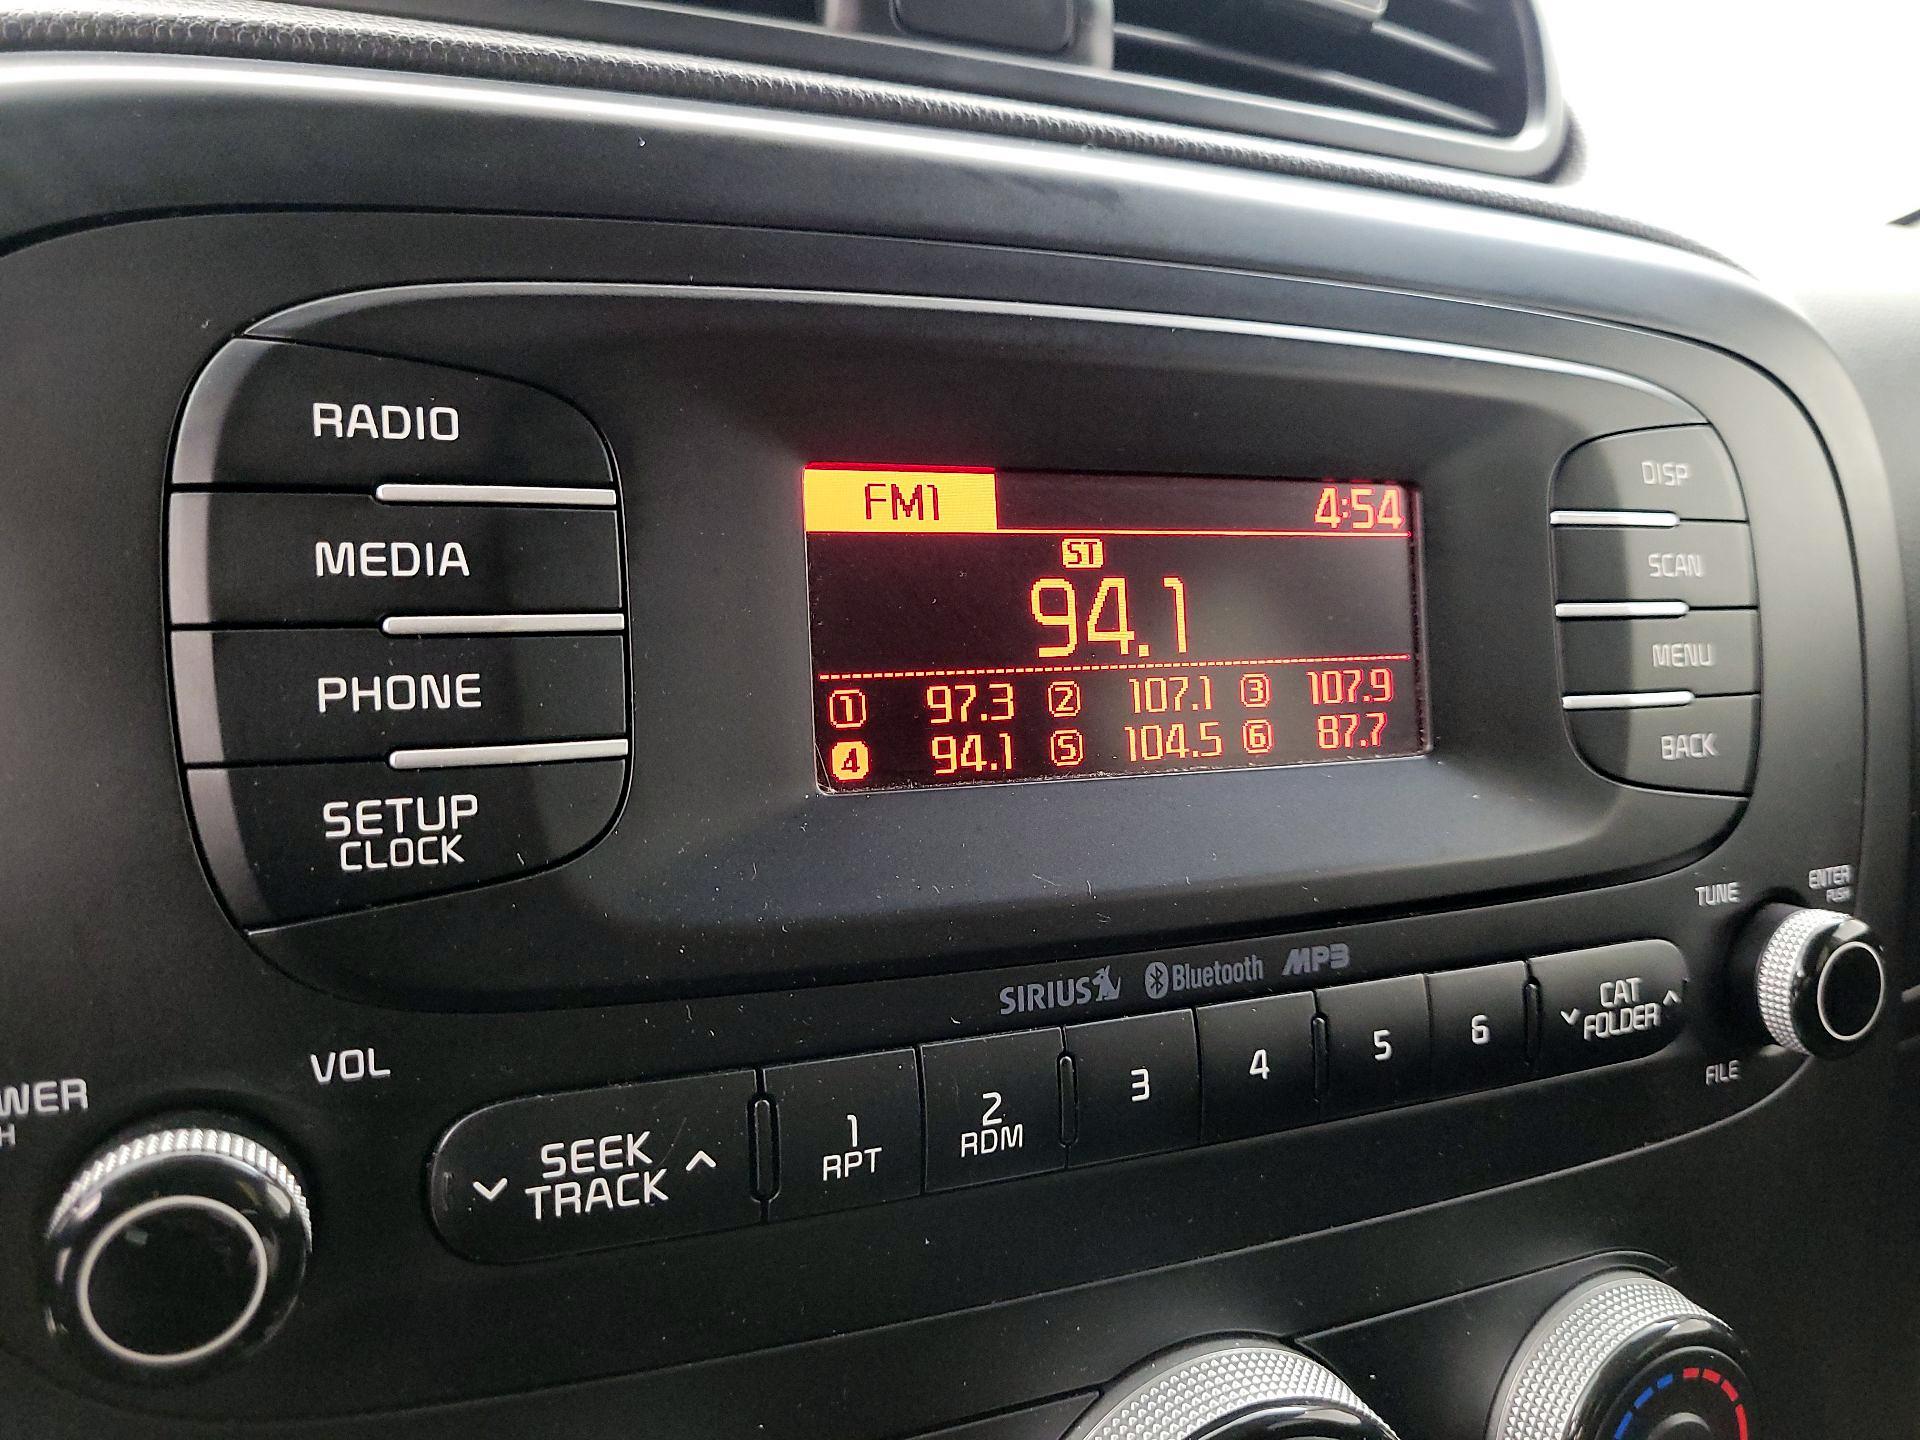 RADIO
MEDIA
PHONE
SETUP
CLOCK
FM1 4:54
ST
94.1
1 97.3 2 107.1 3 107.9
4 94.1 5 104.5 6 87.7
DISP
SCAN
MENU
BACK
TUNE
ENTER
PUSH
FILE
SIRIUS Bluetooth MP3
WER
H
VOL
SEEK
TRACK
1
RPT
2
RDM
3
4
5
6
CAT
FOLDER